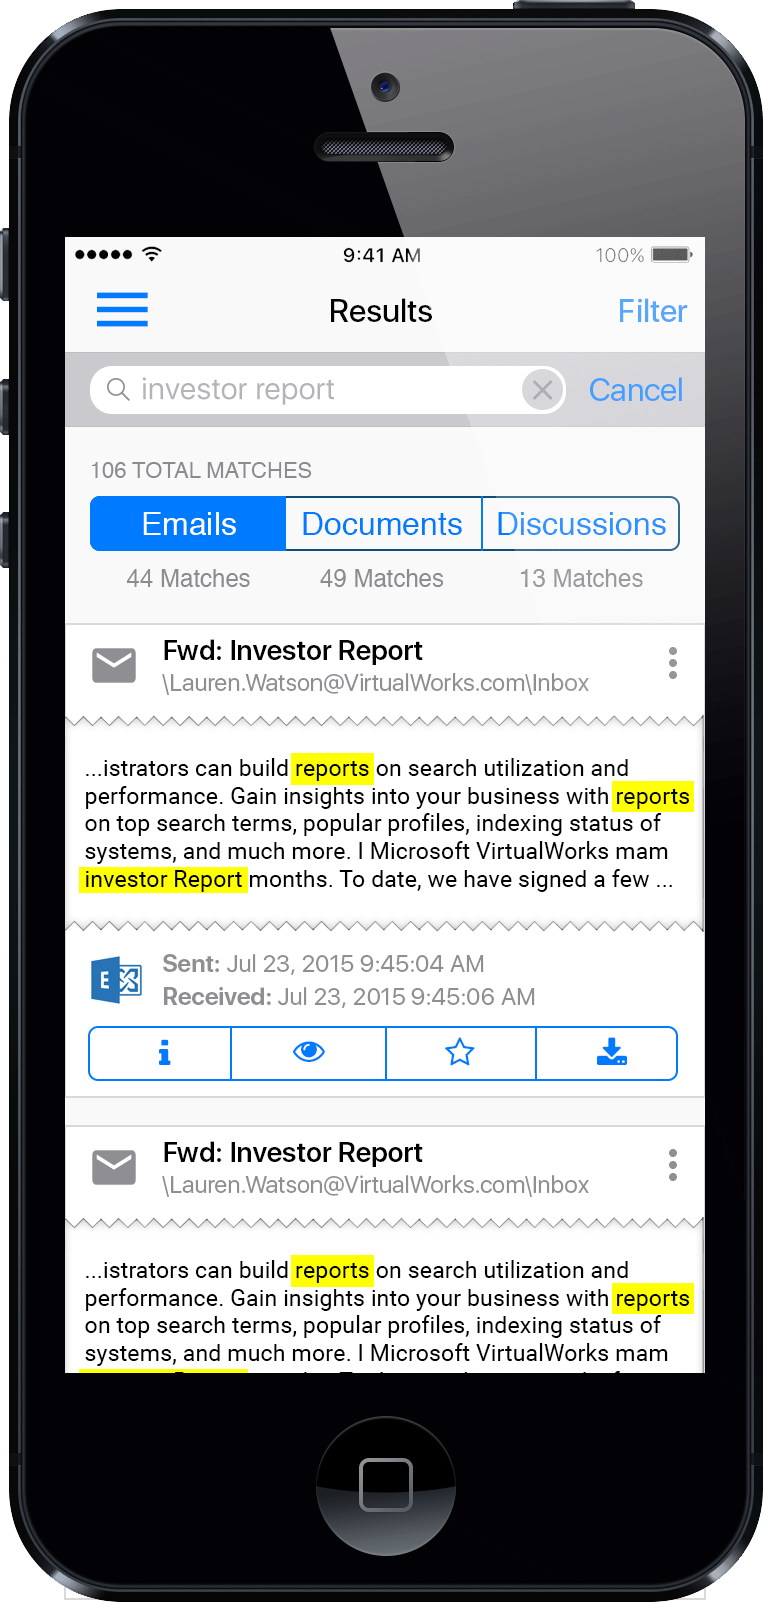 9:41 AM 100%
Results Filter
investor report Cancel
106 TOTAL MATCHES
Emails Documents Discussions
44 Matches 49 Matches 13 Matches
Fwd: Investor Report
\Lauren.Watson@VirtualWorks.com\Inbox
...istrators can build reports on search utilization and
performance. Gain insights into your business with reports
on top search terms, popular profiles, indexing status of
systems, and much more. I Microsoft VirtualWorks mam
investor Report months. To date, we have signed a few ...
E Sent: Jul 23, 2015 9:45:04 AM
Received: Jul 23, 2015 9:45:06 AM
Fwd: Investor Report
\Lauren.Watson@VirtualWorks.com\Inbox
...istrators can build reports on search utilization and
performance. Gain insights into your business with reports
on top search terms, popular profiles, indexing status of
systems, and much more. I Microsoft VirtualWorks mam